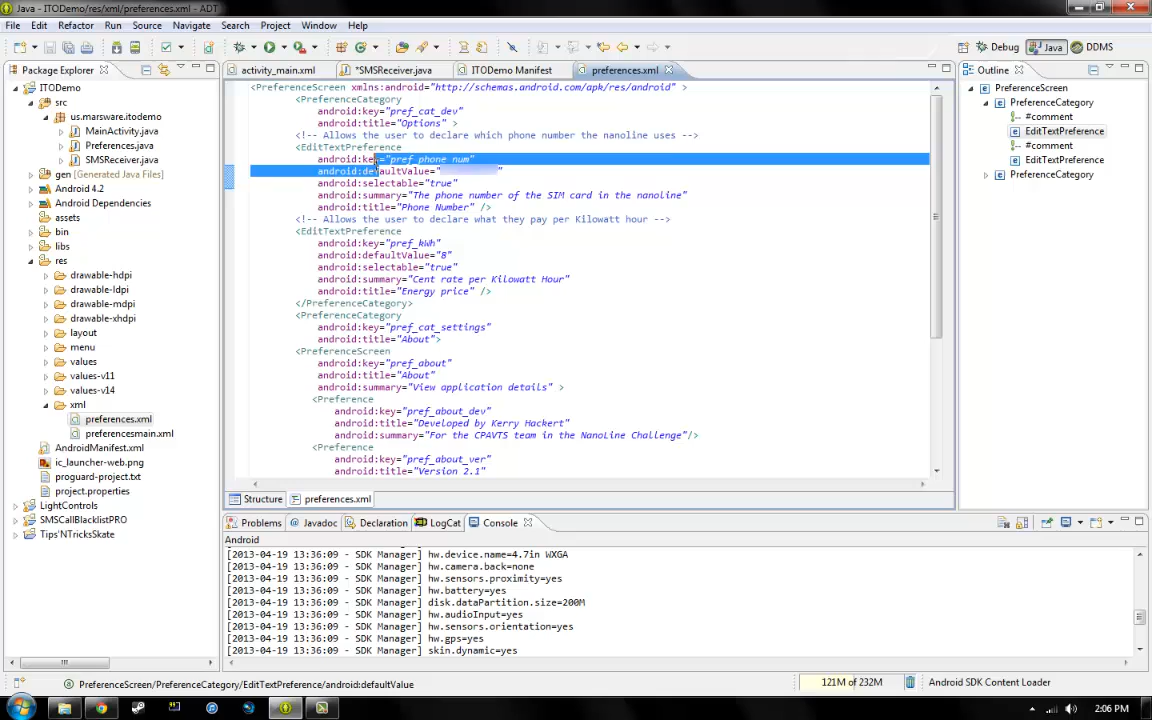 Java - ITODemo/res/xml/preferences.xml - ADT
File Edit Refactor Run Source Navigate Search Project Window Help
Debug Java DDMS
Package Explorer
activity_main.xml *SMSReceiver.java ITODemo Manifest preferences.xml
Outline
ITODemo
src
us.marsware.itodemo
MainActivity.java
Preferences.java
SMSReceiver.java
gen [Generated Java Files]
Android 4.2
Android Dependencies
assets
bin
libs
res
drawable-hdpi
drawable-ldpi
drawable-mdpi
drawable-xhdpi
layout
menu
values
values-v11
values-v14
xml
preferences.xml
preferencesmain.xml
AndroidManifest.xml
ic_launcher-web.png
proguard-project.txt
project.properties
LightControls
SMSCallBlacklistPRO
Tips'NTricksSkate
<PreferenceScreen xmlns:android="http://schemas.android.com/apk/res/android" >
<PreferenceCategory
android:key="pref_cat_dev"
android:title="Options" >
<!-- Allows the user to declare which phone number the nanoline uses -->
<EditTextPreference
android:key="pref_phone_num"
android:defaultValue=" "
android:selectable="true"
android:summary="The phone number of the SIM card in the nanoline"
android:title="Phone Number" />
<!-- Allows the user to declare what they pay per Kilowatt hour -->
<EditTextPreference
android:key="pref_kWh"
android:defaultValue="8"
android:selectable="true"
android:summary="Cent rate per Kilowatt Hour"
android:title="Energy price" />
</PreferenceCategory>
<PreferenceCategory
android:key="pref_cat_settings"
android:title="About">
<PreferenceScreen
android:key="pref_about"
android:title="About"
android:summary="View application details" >
<Preference
android:key="pref_about_dev"
android:title="Developed by Kerry Hackert"
android:summary="For the CPAVTS team in the NanoLine Challenge"/>
<Preference
android:key="pref_about_ver"
android:title="Version 2.1"
Structure preferences.xml
PreferenceScreen
PreferenceCategory
#comment
EditTextPreference
#comment
EditTextPreference
PreferenceCategory
Problems Javadoc Declaration LogCat Console
Android
[2013-04-19 13:36:09 - SDK Manager] hw.device.name=4.7in WXGA
[2013-04-19 13:36:09 - SDK Manager] hw.camera.back=none
[2013-04-19 13:36:09 - SDK Manager] hw.sensors.proximity=yes
[2013-04-19 13:36:09 - SDK Manager] hw.battery=yes
[2013-04-19 13:36:09 - SDK Manager] disk.dataPartition.size=200M
[2013-04-19 13:36:09 - SDK Manager] hw.audioInput=yes
[2013-04-19 13:36:09 - SDK Manager] hw.sensors.orientation=yes
[2013-04-19 13:36:09 - SDK Manager] hw.gps=yes
[2013-04-19 13:36:09 - SDK Manager] skin.dynamic=yes
PreferenceScreen/PreferenceCategory/EditTextPreference/android:defaultValue
121M of 232M
Android SDK Content Loader
2:06 PM